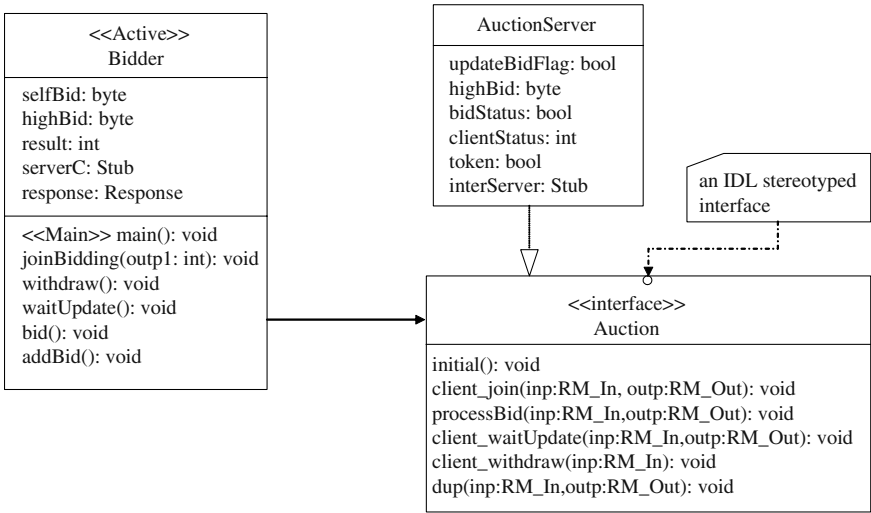 <<Active>>
Bidder
selfBid: byte
highBid: byte
result: int
serverC: Stub
response: Response
<<Main>> main(): void
joinBidding(outp1: int): void
withdraw(): void
waitUpdate(): void
bid(): void
addBid(): void
AuctionServer
updateBidFlag: bool
highBid: byte
bidStatus: bool
clientStatus: int
token: bool
interServer: Stub
an IDL stereotyped
interface
<<interface>>
Auction
initial(): void
client_join(inp:RM_In, outp:RM_Out): void
processBid(inp:RM_In,outp:RM_Out): void
client_waitUpdate(inp:RM_In,outp:RM_Out): void
client_withdraw(inp:RM_In): void
dup(inp:RM_In,outp:RM_Out): void